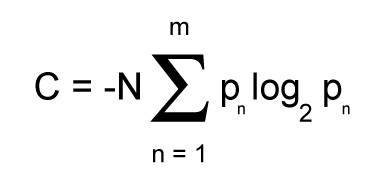 m
C = -N ∑ pₙ log₂ pₙ
n = 1